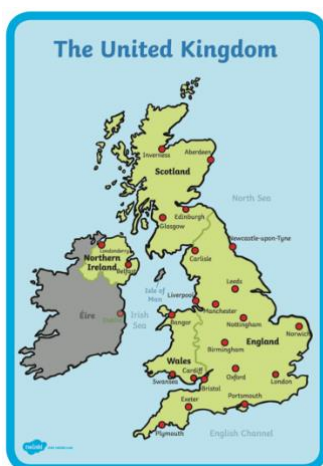 The United Kingdom
Inverness
Aberdeen
Scotland
North Sea
Glasgow
Edinburgh
Londonderry
Northern
Ireland
Belfast
Newcastle-upon-Tyne
Carlisle
Isle of
Man
Leeds
Liverpool
Manchester
Éire
Irish
Sea
Bangor
Nottingham
Norwich
England
Birmingham
Wales
Swansea
Cardiff
Oxford
London
Bristol
Portsmouth
Exeter
Plymouth
English Channel